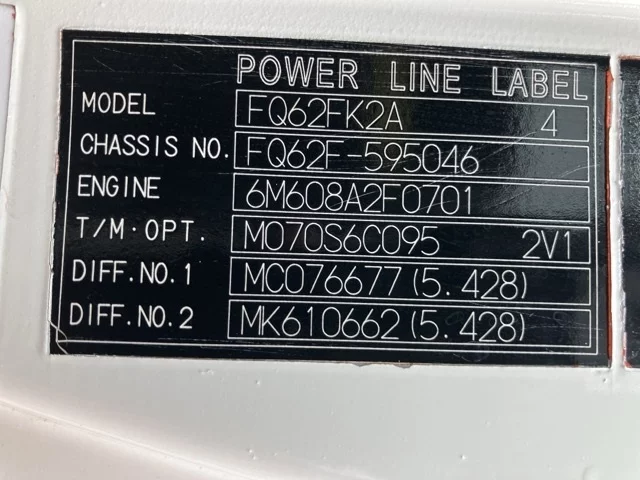 POWER LINE LABEL
MODEL FQ62FK2A 4
CHASSIS NO. FQ62F-595046
ENGINE 6M608A2F0701
T/M·OPT. M070S6C095 2V1
DIFF.NO.1 MC076677(5.428)
DIFF.NO.2 MK610662(5.428)